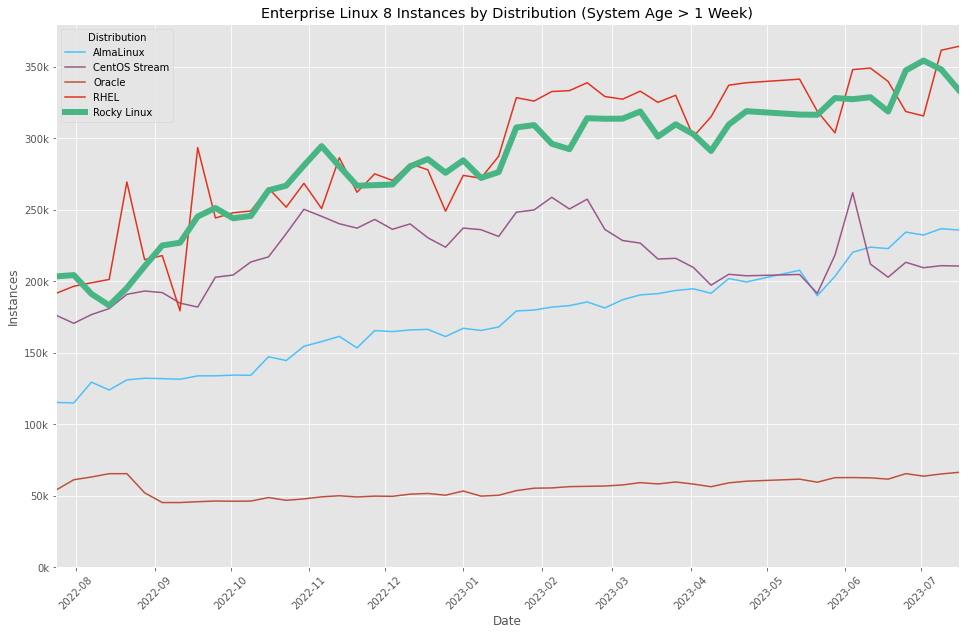 Enterprise Linux 8 Instances by Distribution (System Age > 1 Week)
Distribution
AlmaLinux
CentOS Stream
Oracle
RHEL
Rocky Linux
Instances
350k
300k
250k
200k
150k
100k
50k
0k
2022-08
2022-09
2022-10
2022-11
2022-12
2023-01
2023-02
2023-03
2023-04
2023-05
2023-06
2023-07
Date